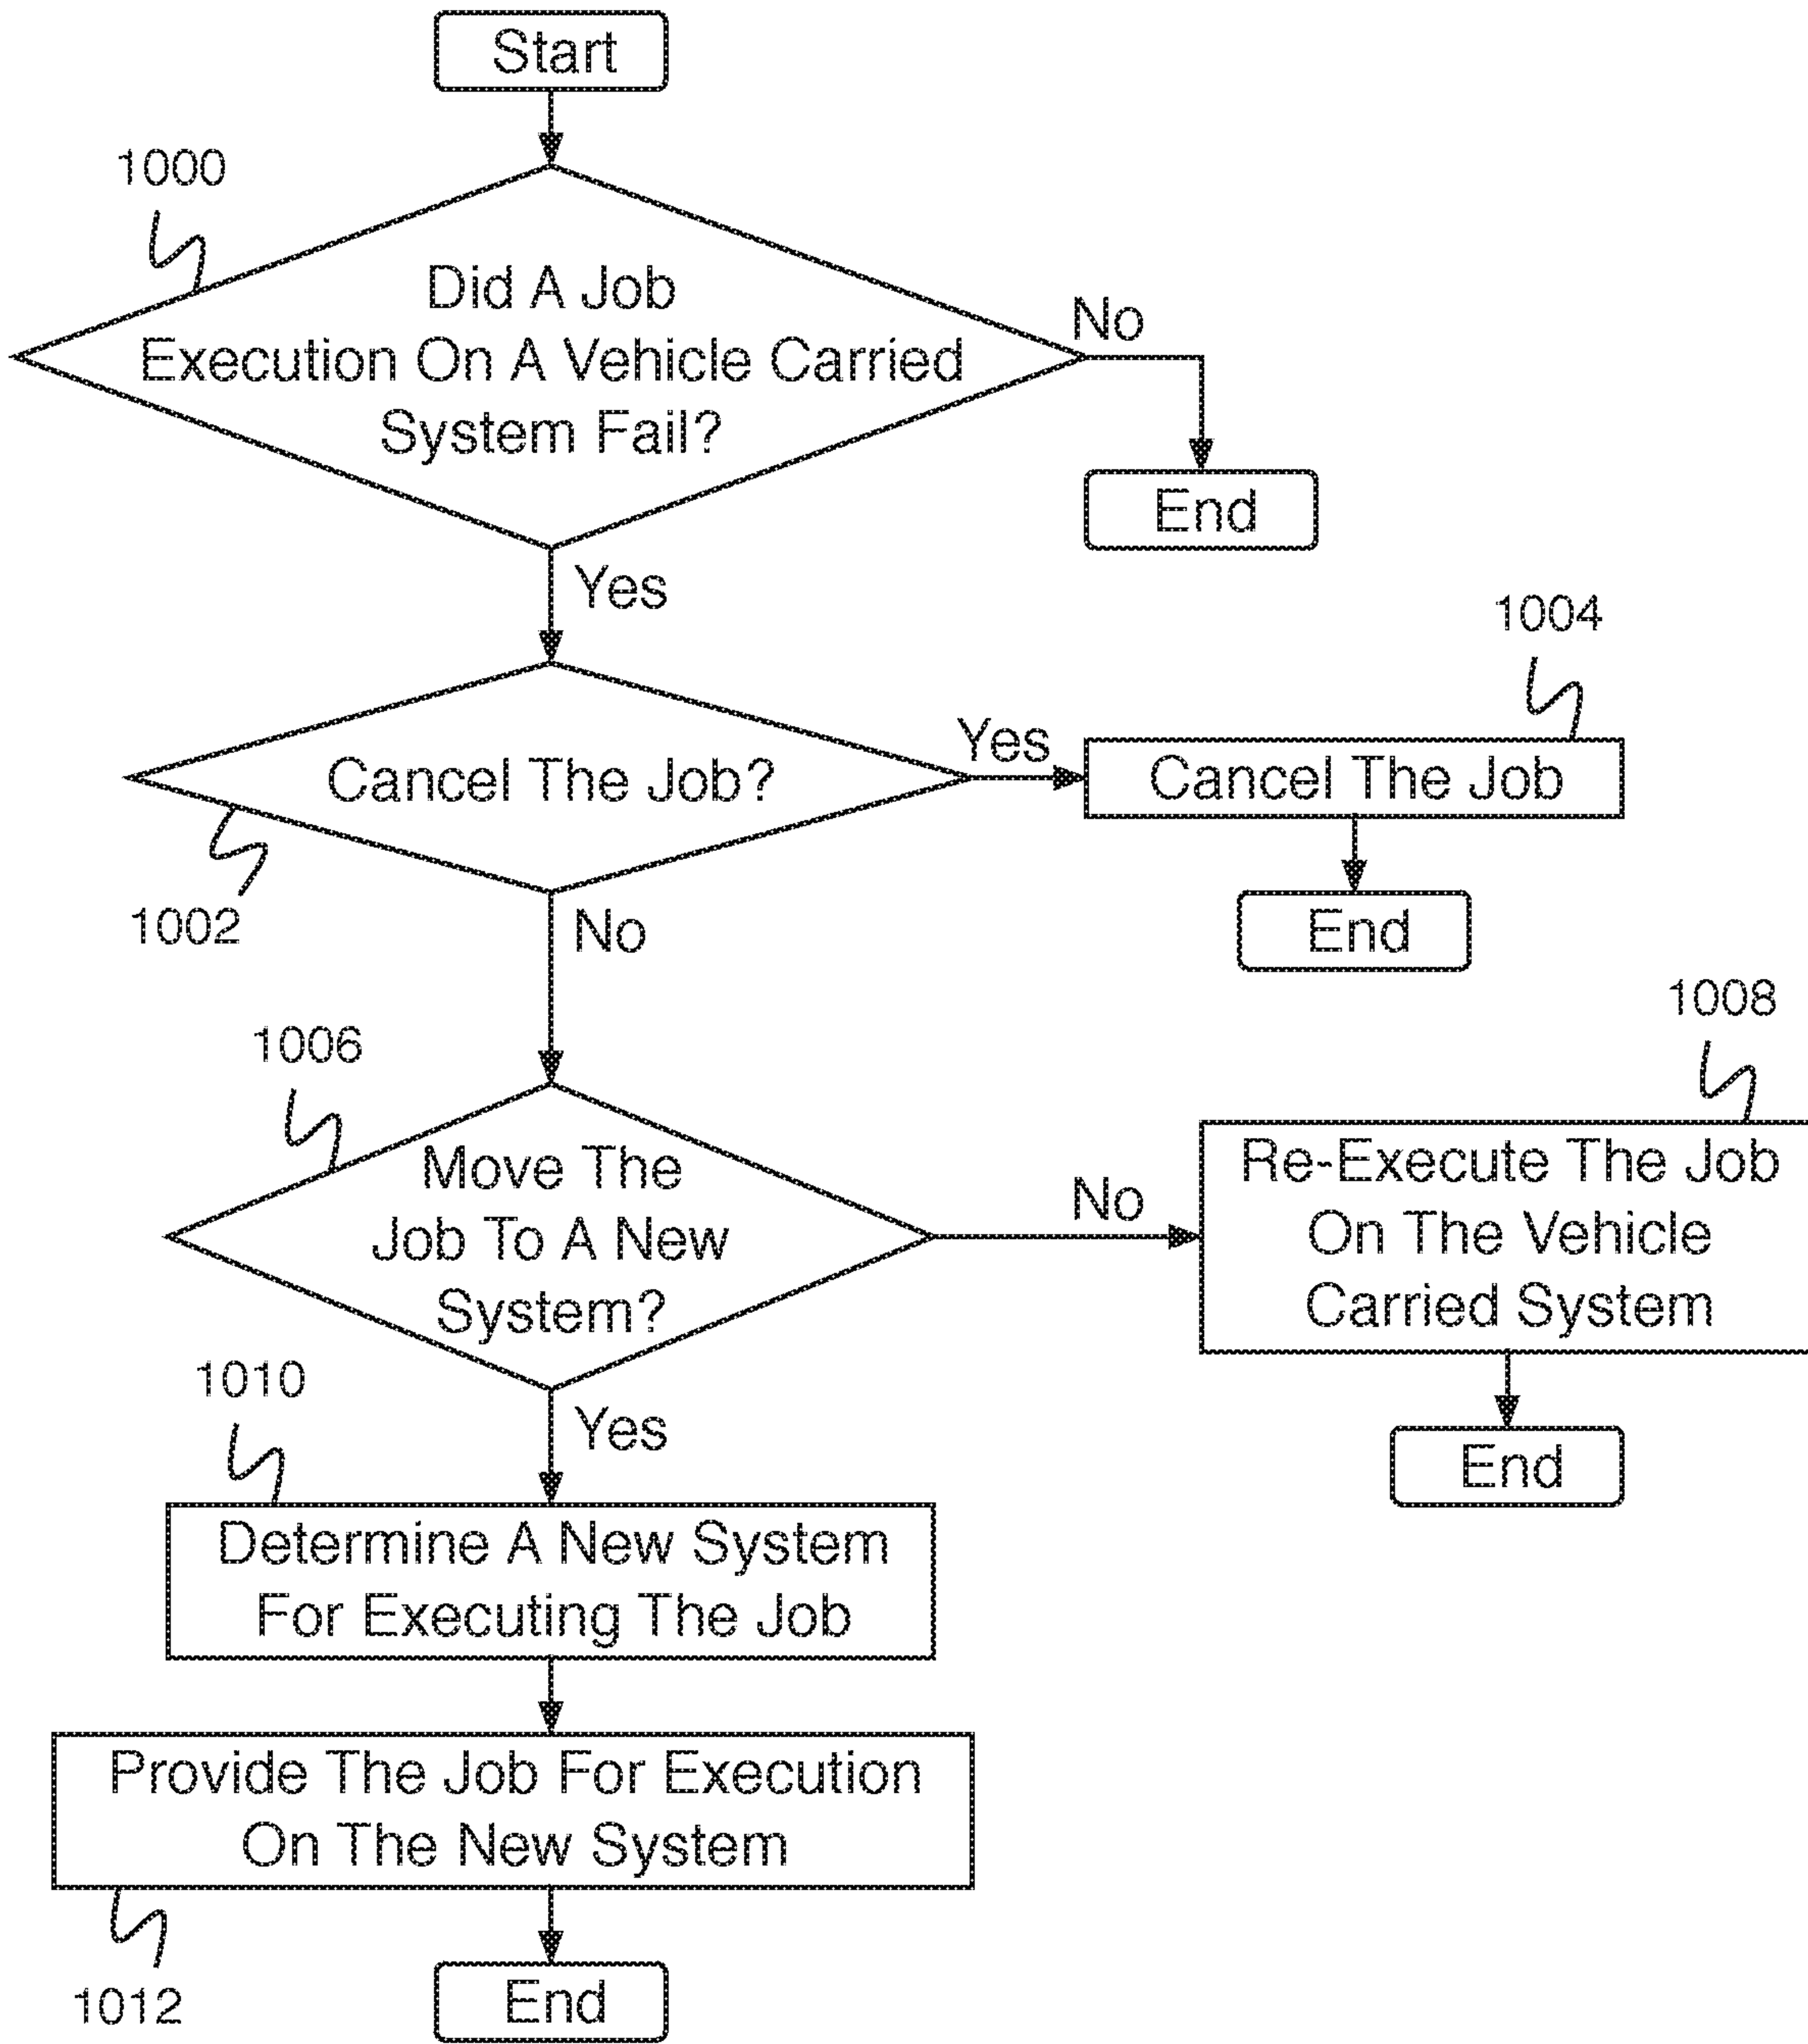 Start
1000
Did A Job
Execution On A Vehicle Carried
System Fail?
No
End
Yes
1004
Cancel The Job?
Yes
Cancel The Job
1002
No
End
1008
1006
Move The
Job To A New
System?
No
Re-Execute The Job
On The Vehicle
Carried System
1010
Yes
End
Determine A New System
For Executing The Job
Provide The Job For Execution
On The New System
1012
End